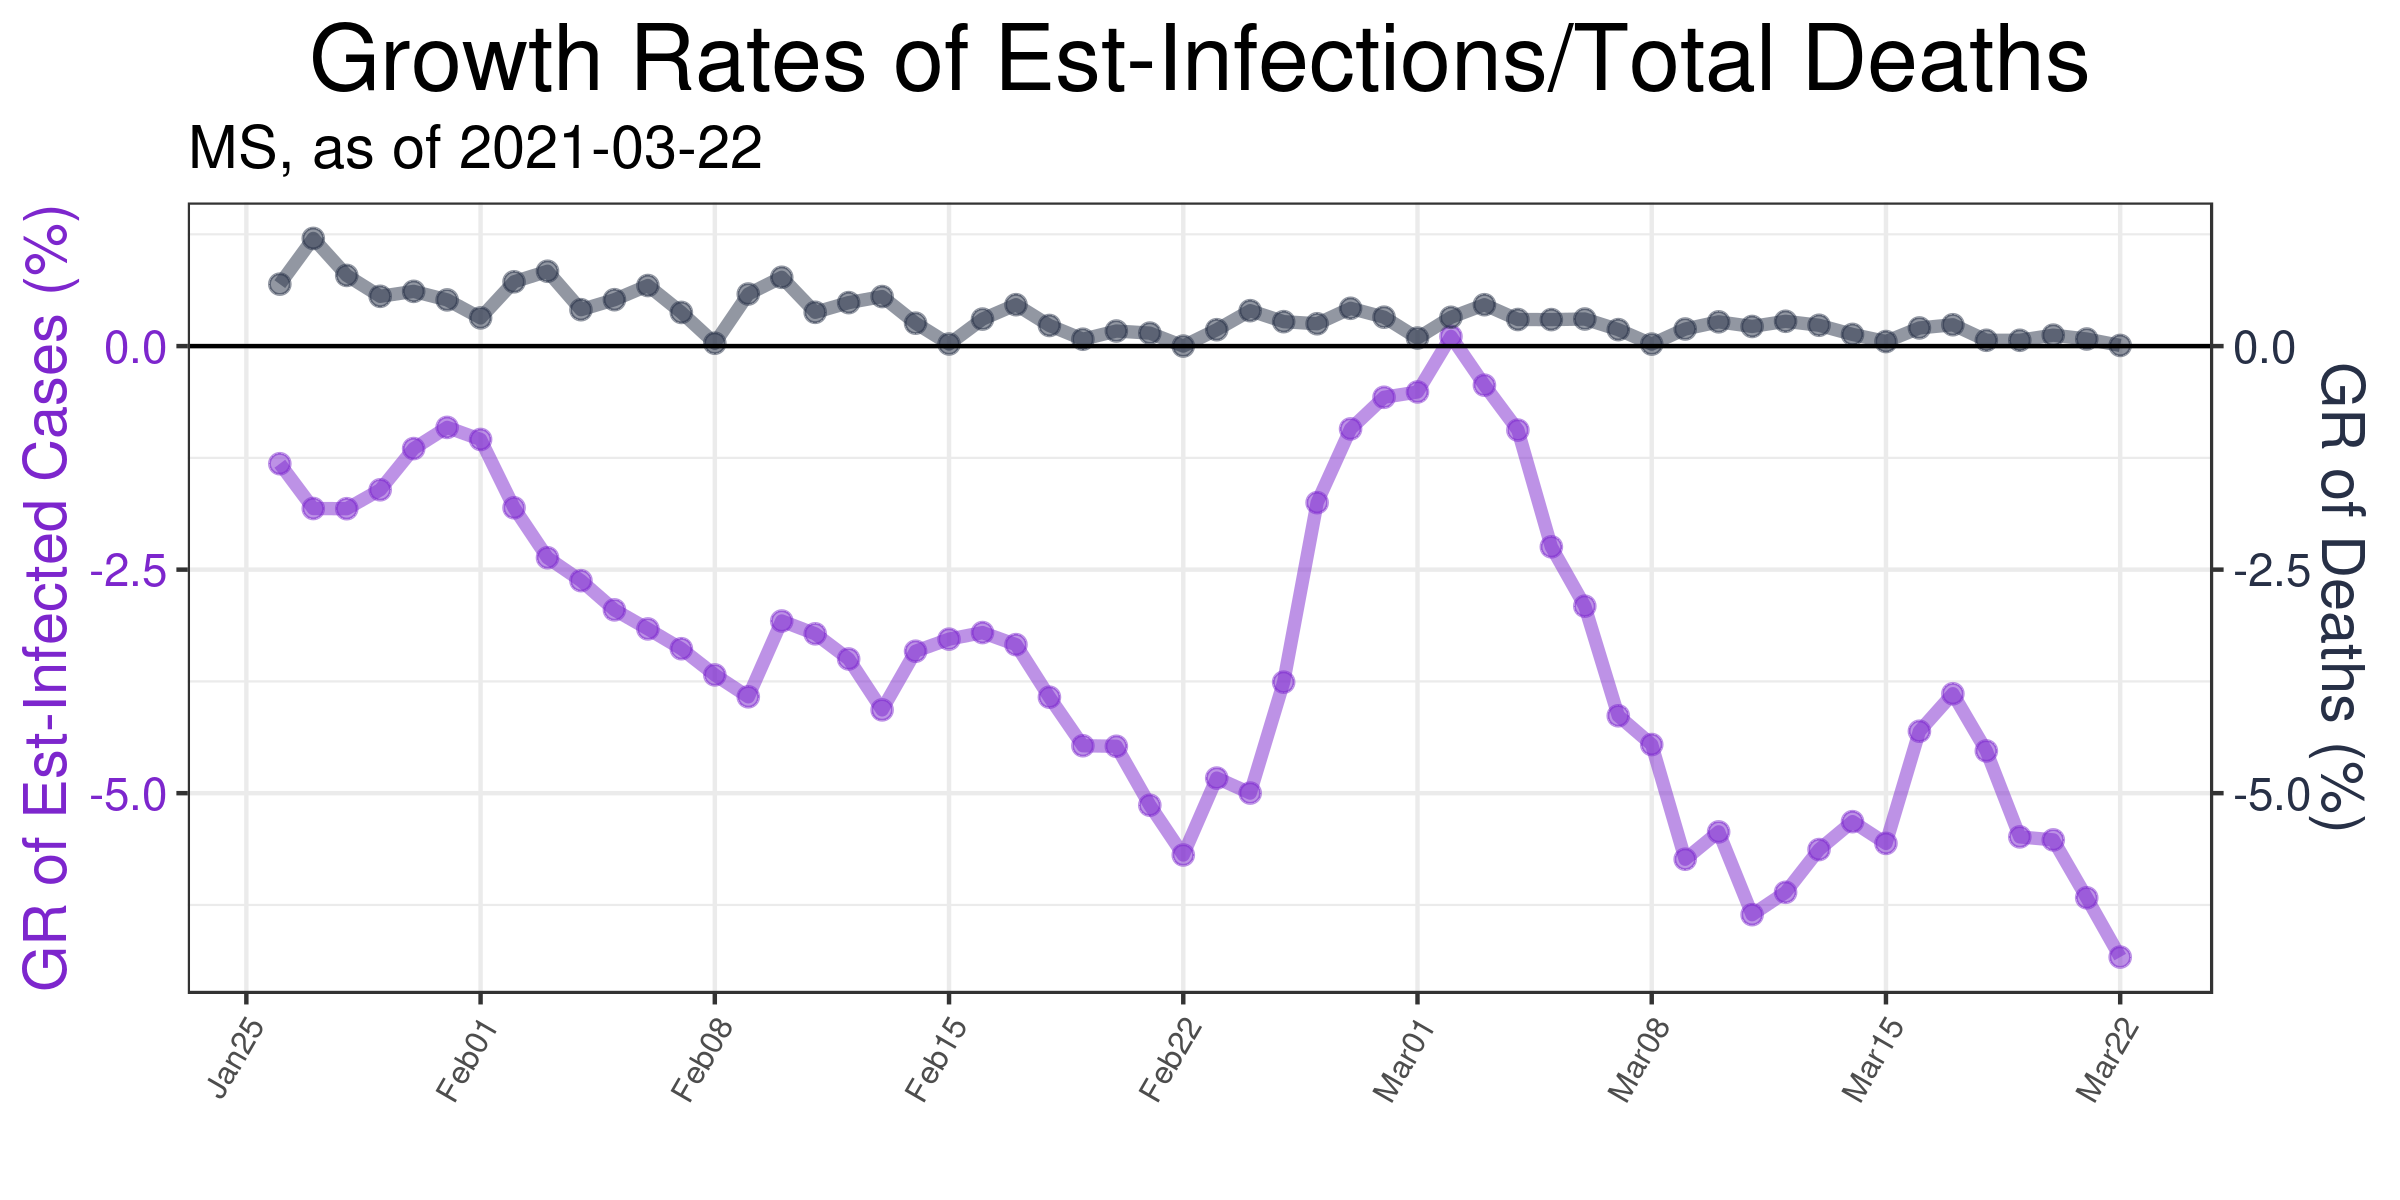 Growth Rates of Est-Infections/Total Deaths
MS, as of 2021-03-22
GR of Est-Infected Cases (%)
0.0
-2.5
-5.0
0.0
-2.5
-5.0
GR of Deaths (%)
Jan25
Feb01
Feb08
Feb15
Feb22
Mar01
Mar08
Mar15
Mar22